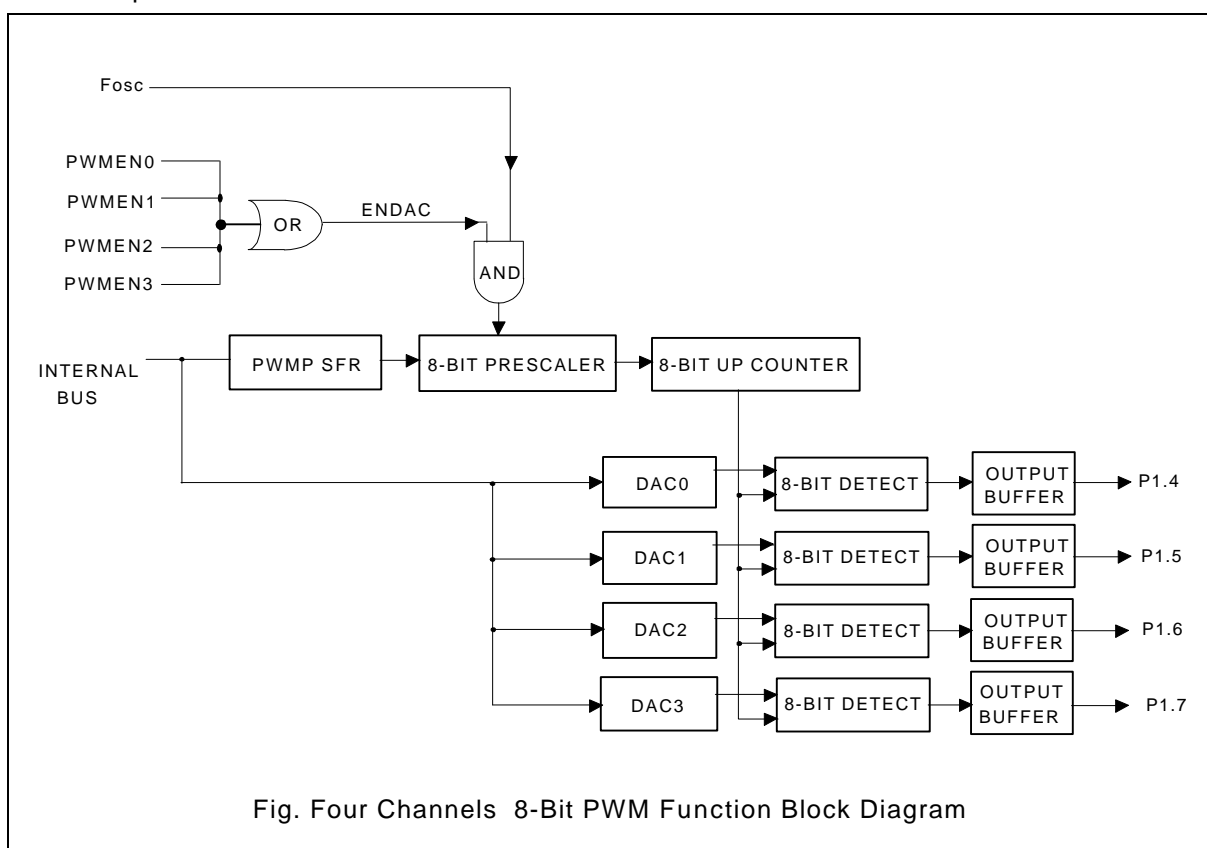 Fosc
PWMEN0
PWMEN1
PWMEN2
PWMEN3
OR
ENDAC
AND
INTERNAL
BUS
PWMP SFR
8-BIT PRESCALER
8-BIT UP COUNTER
DAC0
8-BIT DETECT
OUTPUT
BUFFER
P1.4
DAC1
8-BIT DETECT
OUTPUT
BUFFER
P1.5
DAC2
8-BIT DETECT
OUTPUT
BUFFER
P1.6
DAC3
8-BIT DETECT
OUTPUT
BUFFER
P1.7
Fig. Four Channels 8-Bit PWM Function Block Diagram